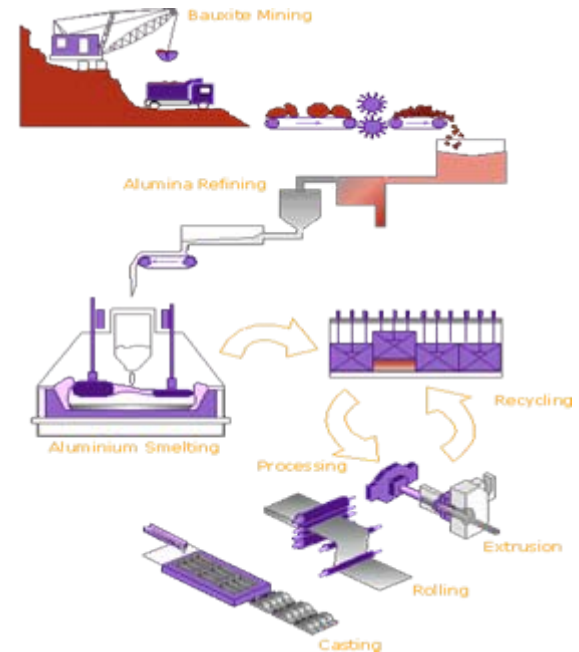 Bauxite Mining
Alumina Refining
Aluminium Smelting
Recycling
Processing
Extrusion
Rolling
Casting